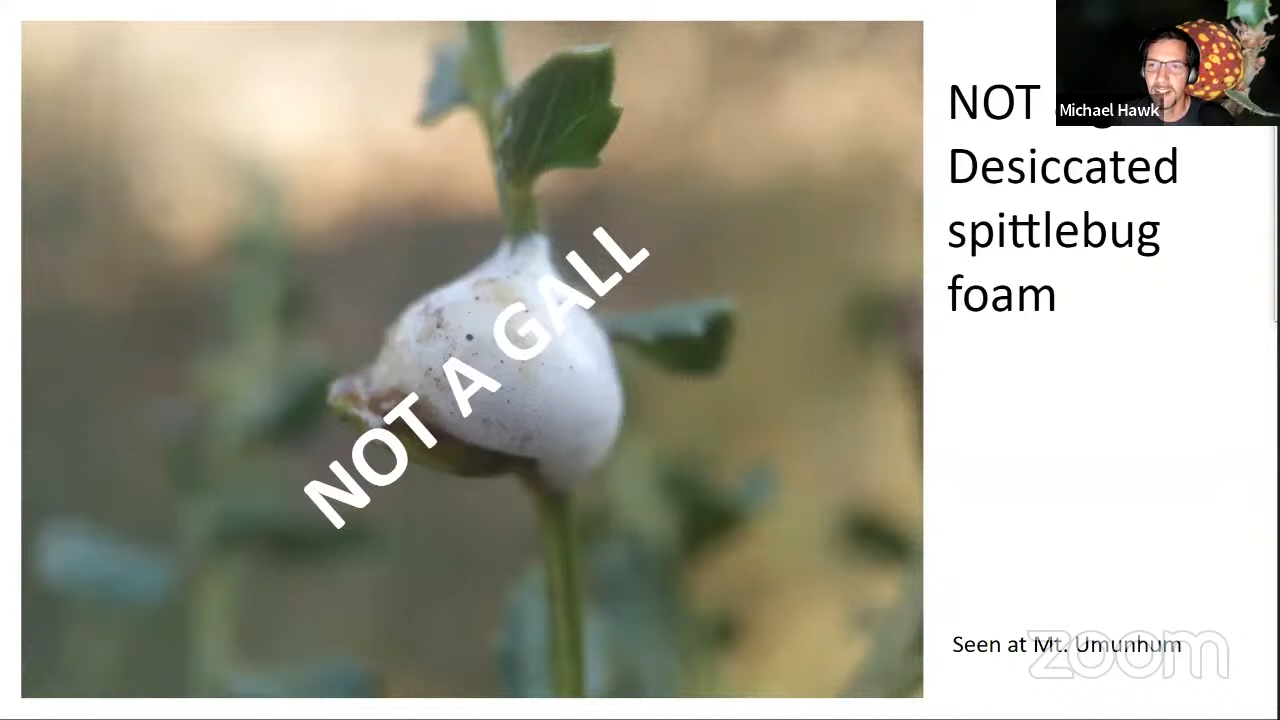 NOT
Desiccated
spittlebug
foam
NOT A GALL
Michael Hawk
Seen at Mt. Umunhum
zoom